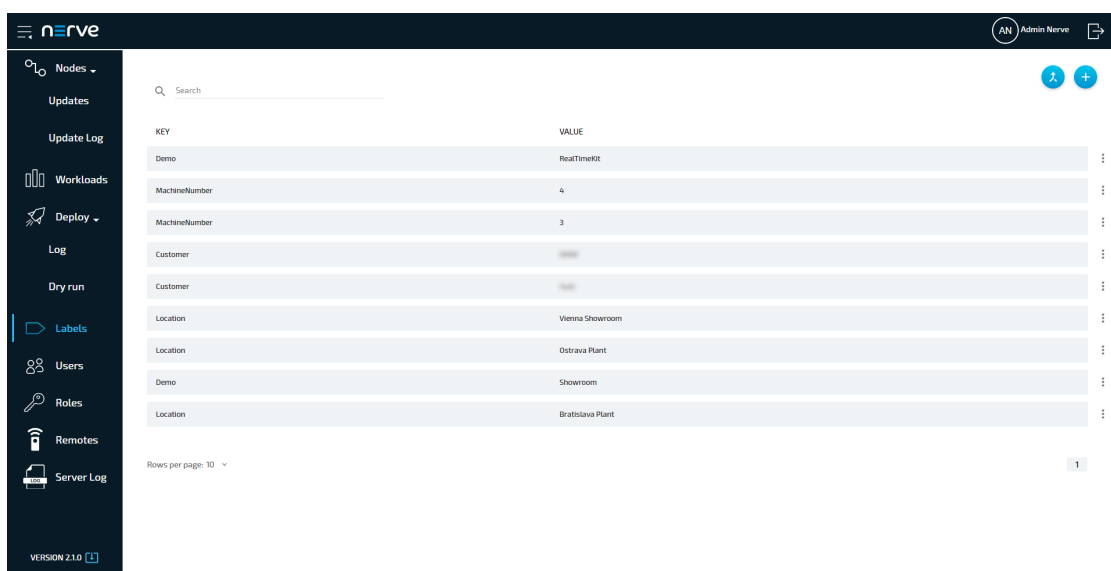 nerve
AN Admin Nerve
Nodes
Updates
Update Log
Workloads
Deploy
Log
Dry run
Labels
Users
Roles
Remotes
LOG Server Log
VERSION 2.1.0
Search
KEY VALUE
Demo RealTimeKit
MachineNumber 4
MachineNumber 3
Customer
Customer
Location Vienna Showroom
Location Ostrava Plant
Demo Showroom
Location Bratislava Plant
Rows per page: 10 1